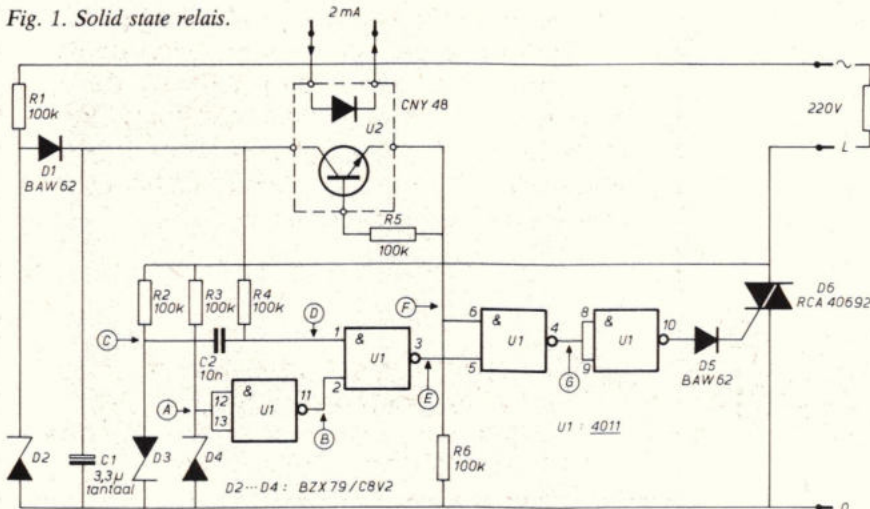 Fig. 1. Solid state relais.
2 mA
R1
100k
CNY 48
U2
220V
D1
BAW 62
L
R5
100k
R2
100k
R3
100k
R4
100k
D6
RCA 40692
F
C
D
C2
10n
1
&
U1
3
2
6
&
U1
4
5
8
&
U1
10
9
D5
BAW 62
A
12
13
&
U1
11
B
E
G
U1 : 4011
D2
C1
3,3µ
tantaal
D3
D4
D2...D4 : BZX 79 / C8V2
R6
100k
0